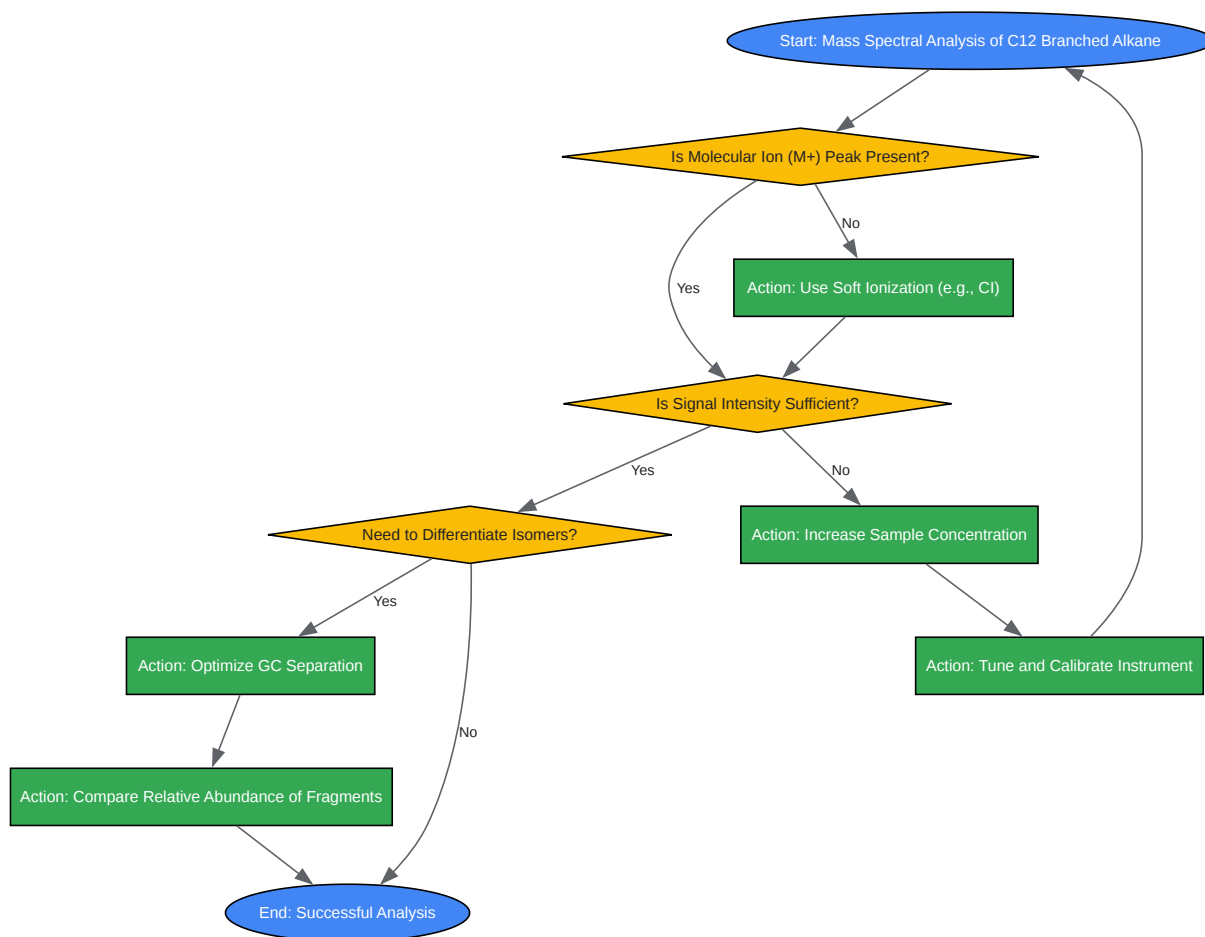 Start: Mass Spectral Analysis of C12 Branched Alkane
Is Molecular Ion (M+) Peak Present?
No
Yes
Action: Use Soft Ionization (e.g., CI)
Is Signal Intensity Sufficient?
Yes
No
Need to Differentiate Isomers?
Action: Increase Sample Concentration
Yes
Action: Optimize GC Separation
Action: Tune and Calibrate Instrument
No
Action: Compare Relative Abundance of Fragments
End: Successful Analysis